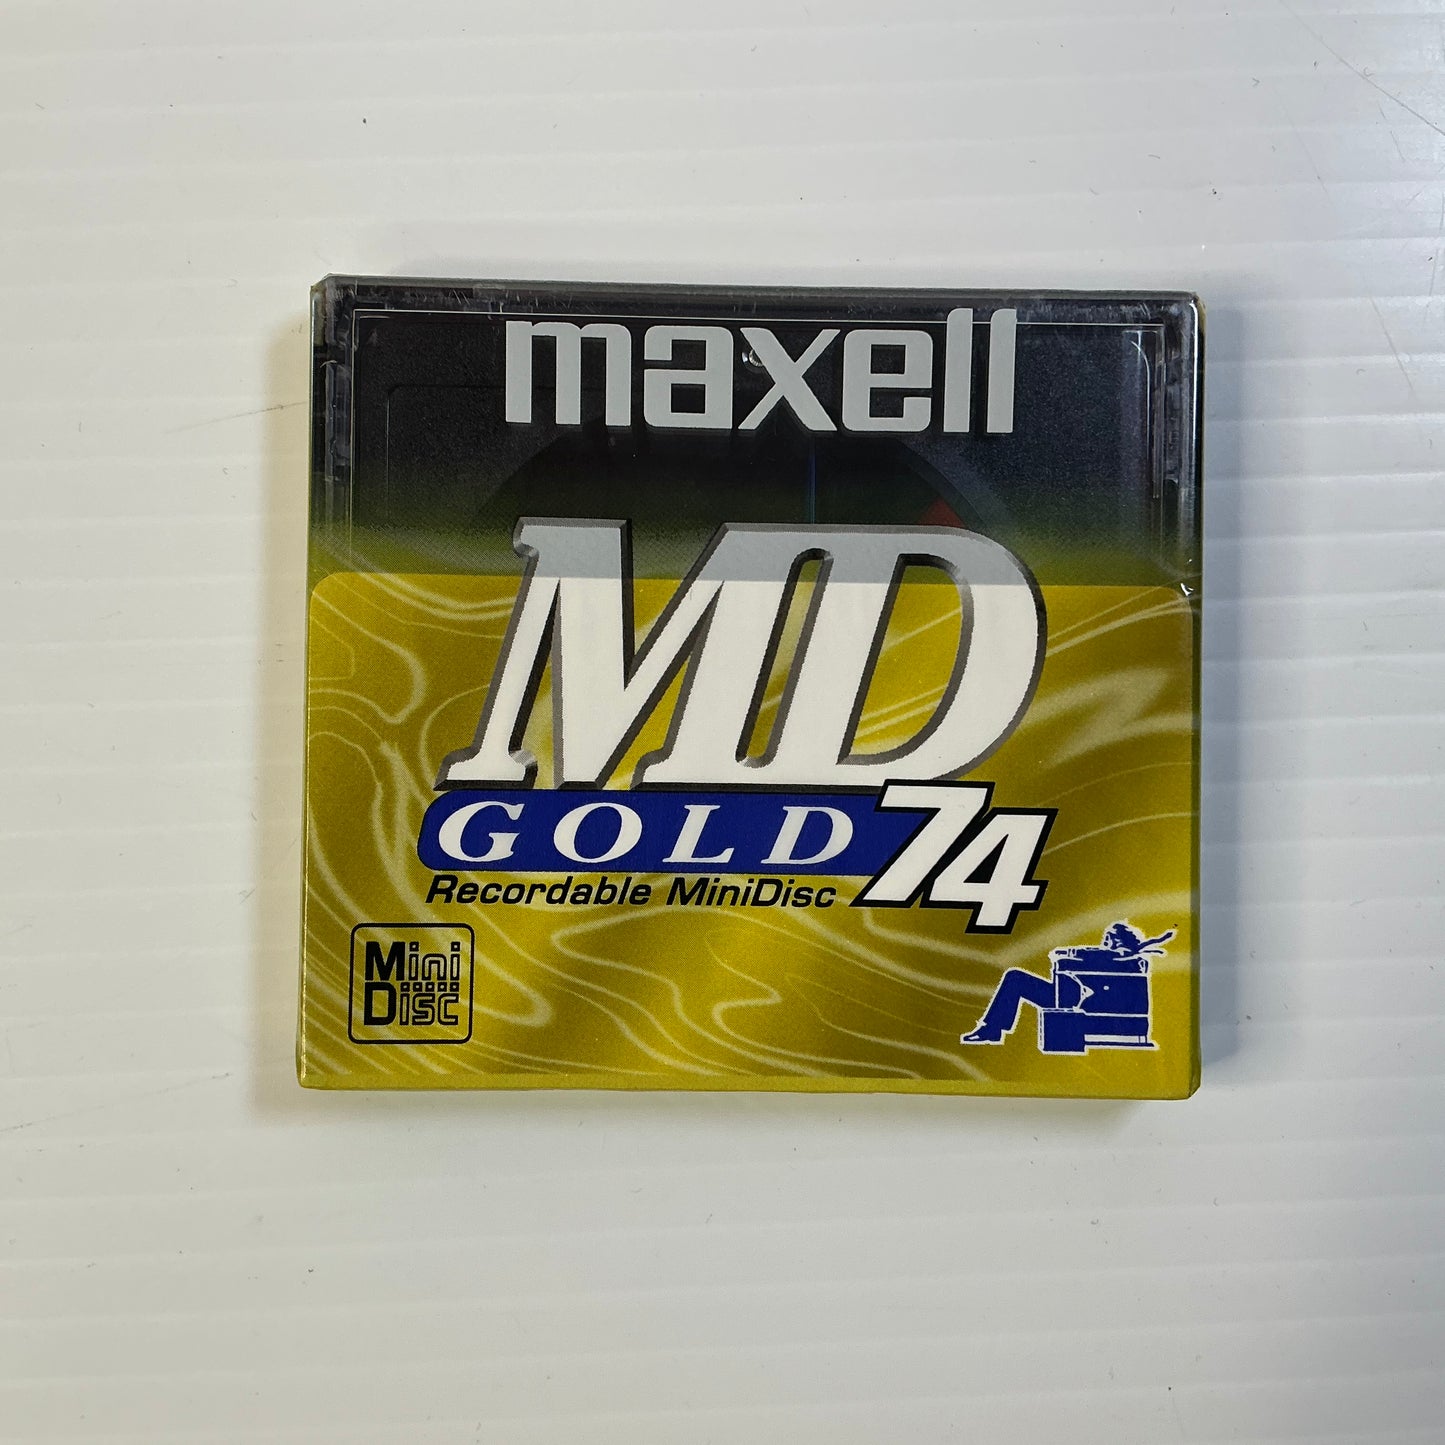 maxell
MD
GOLD 74
Recordable MiniDisc
Mini
Disc